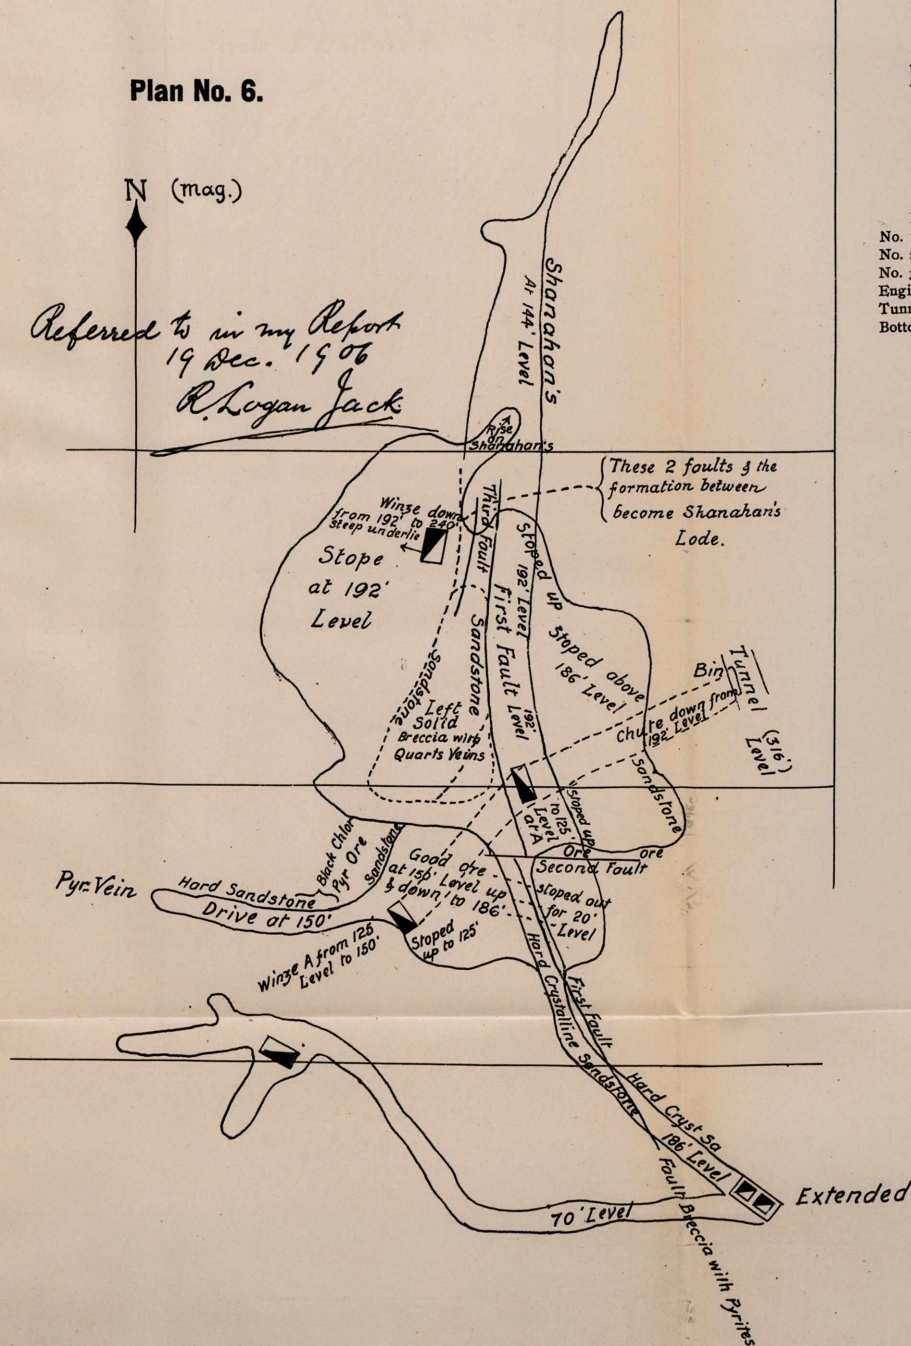 Plan No. 6.
N (mag.)
No.
No.
No.
Engi
Tunn
Botto
Referred to in my Report
19 Dec. 1906
R. Logan Jack
Shanahan's
At 144' Level
Rise
on
Shanahan's
These 2 faults & the
formation between
become Shanahan's
Lode.
Winze down
from 192' to 240'
steep underlie
Stope
at 192'
Level
Third Fault
Stoped up
192' Level
First Fault
Sandstone
Sandstone
Stoped above
186' Level
Left
Solid
Breccia with
Quarts Veins
192'
Level
Bin
Tunnel
(316')
Level
Chute down from
192' Level
Sandstone
Stoped up
to 125'
Level
at A
Ore
ore
Second Fault
Black Chlor
Pyr Ore
Sandstone
Good ore
at 150' Level up
& down to 186'
stoped out
for 20'
Level
Pyr. Vein
Hard Sandstone
Drive at 150'
Winze A from 125
Level to 150'
Stoped
up to 125'
Hard Crystalline Sandstone
First Fault
Hard Cryst Sa
186' Level
Extended
70' Level
Fault Breccia with Pyrites